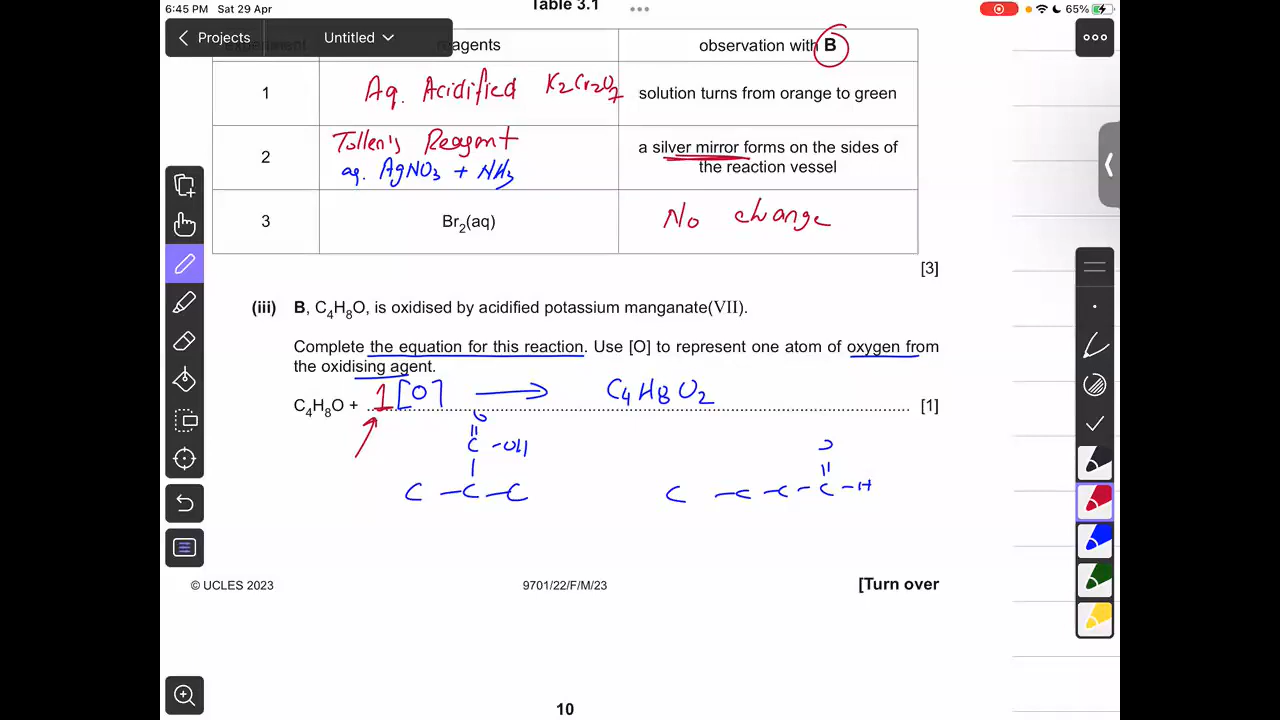 6:45 PM Sat 29 Apr
Table 3.1
65%
Projects
Untitled
reagents
observation with B
1
Aq. Acidified K2Cr2O7
solution turns from orange to green
2
Tollen's Reagent
aq. AgNO3 + NH3
a silver mirror forms on the sides of
the reaction vessel
3
Br2(aq)
No change
[3]
(iii) B, C4H8O, is oxidised by acidified potassium manganate(VII).
Complete the equation for this reaction. Use [O] to represent one atom of oxygen from
the oxidising agent.
C4H8O + 1 [O] → C4H8O2 [1]
O
=
C -OH
|
C - C - C
O
=
C - C - C - C - H
© UCLES 2023
9701/22/F/M/23
[Turn over
10